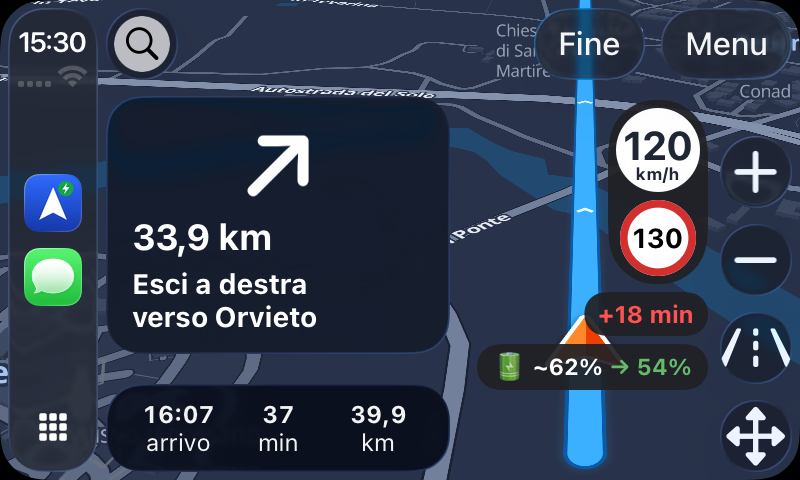 15:30
Autostrada del Sole
Chies
di Sa
Martire
Fine
Menu
Conad
33,9 km
Esci a destra
verso Orvieto
Ponte
120
km/h
130
+18 min
~62% → 54%
16:07
arrivo
37
min
39,9
km